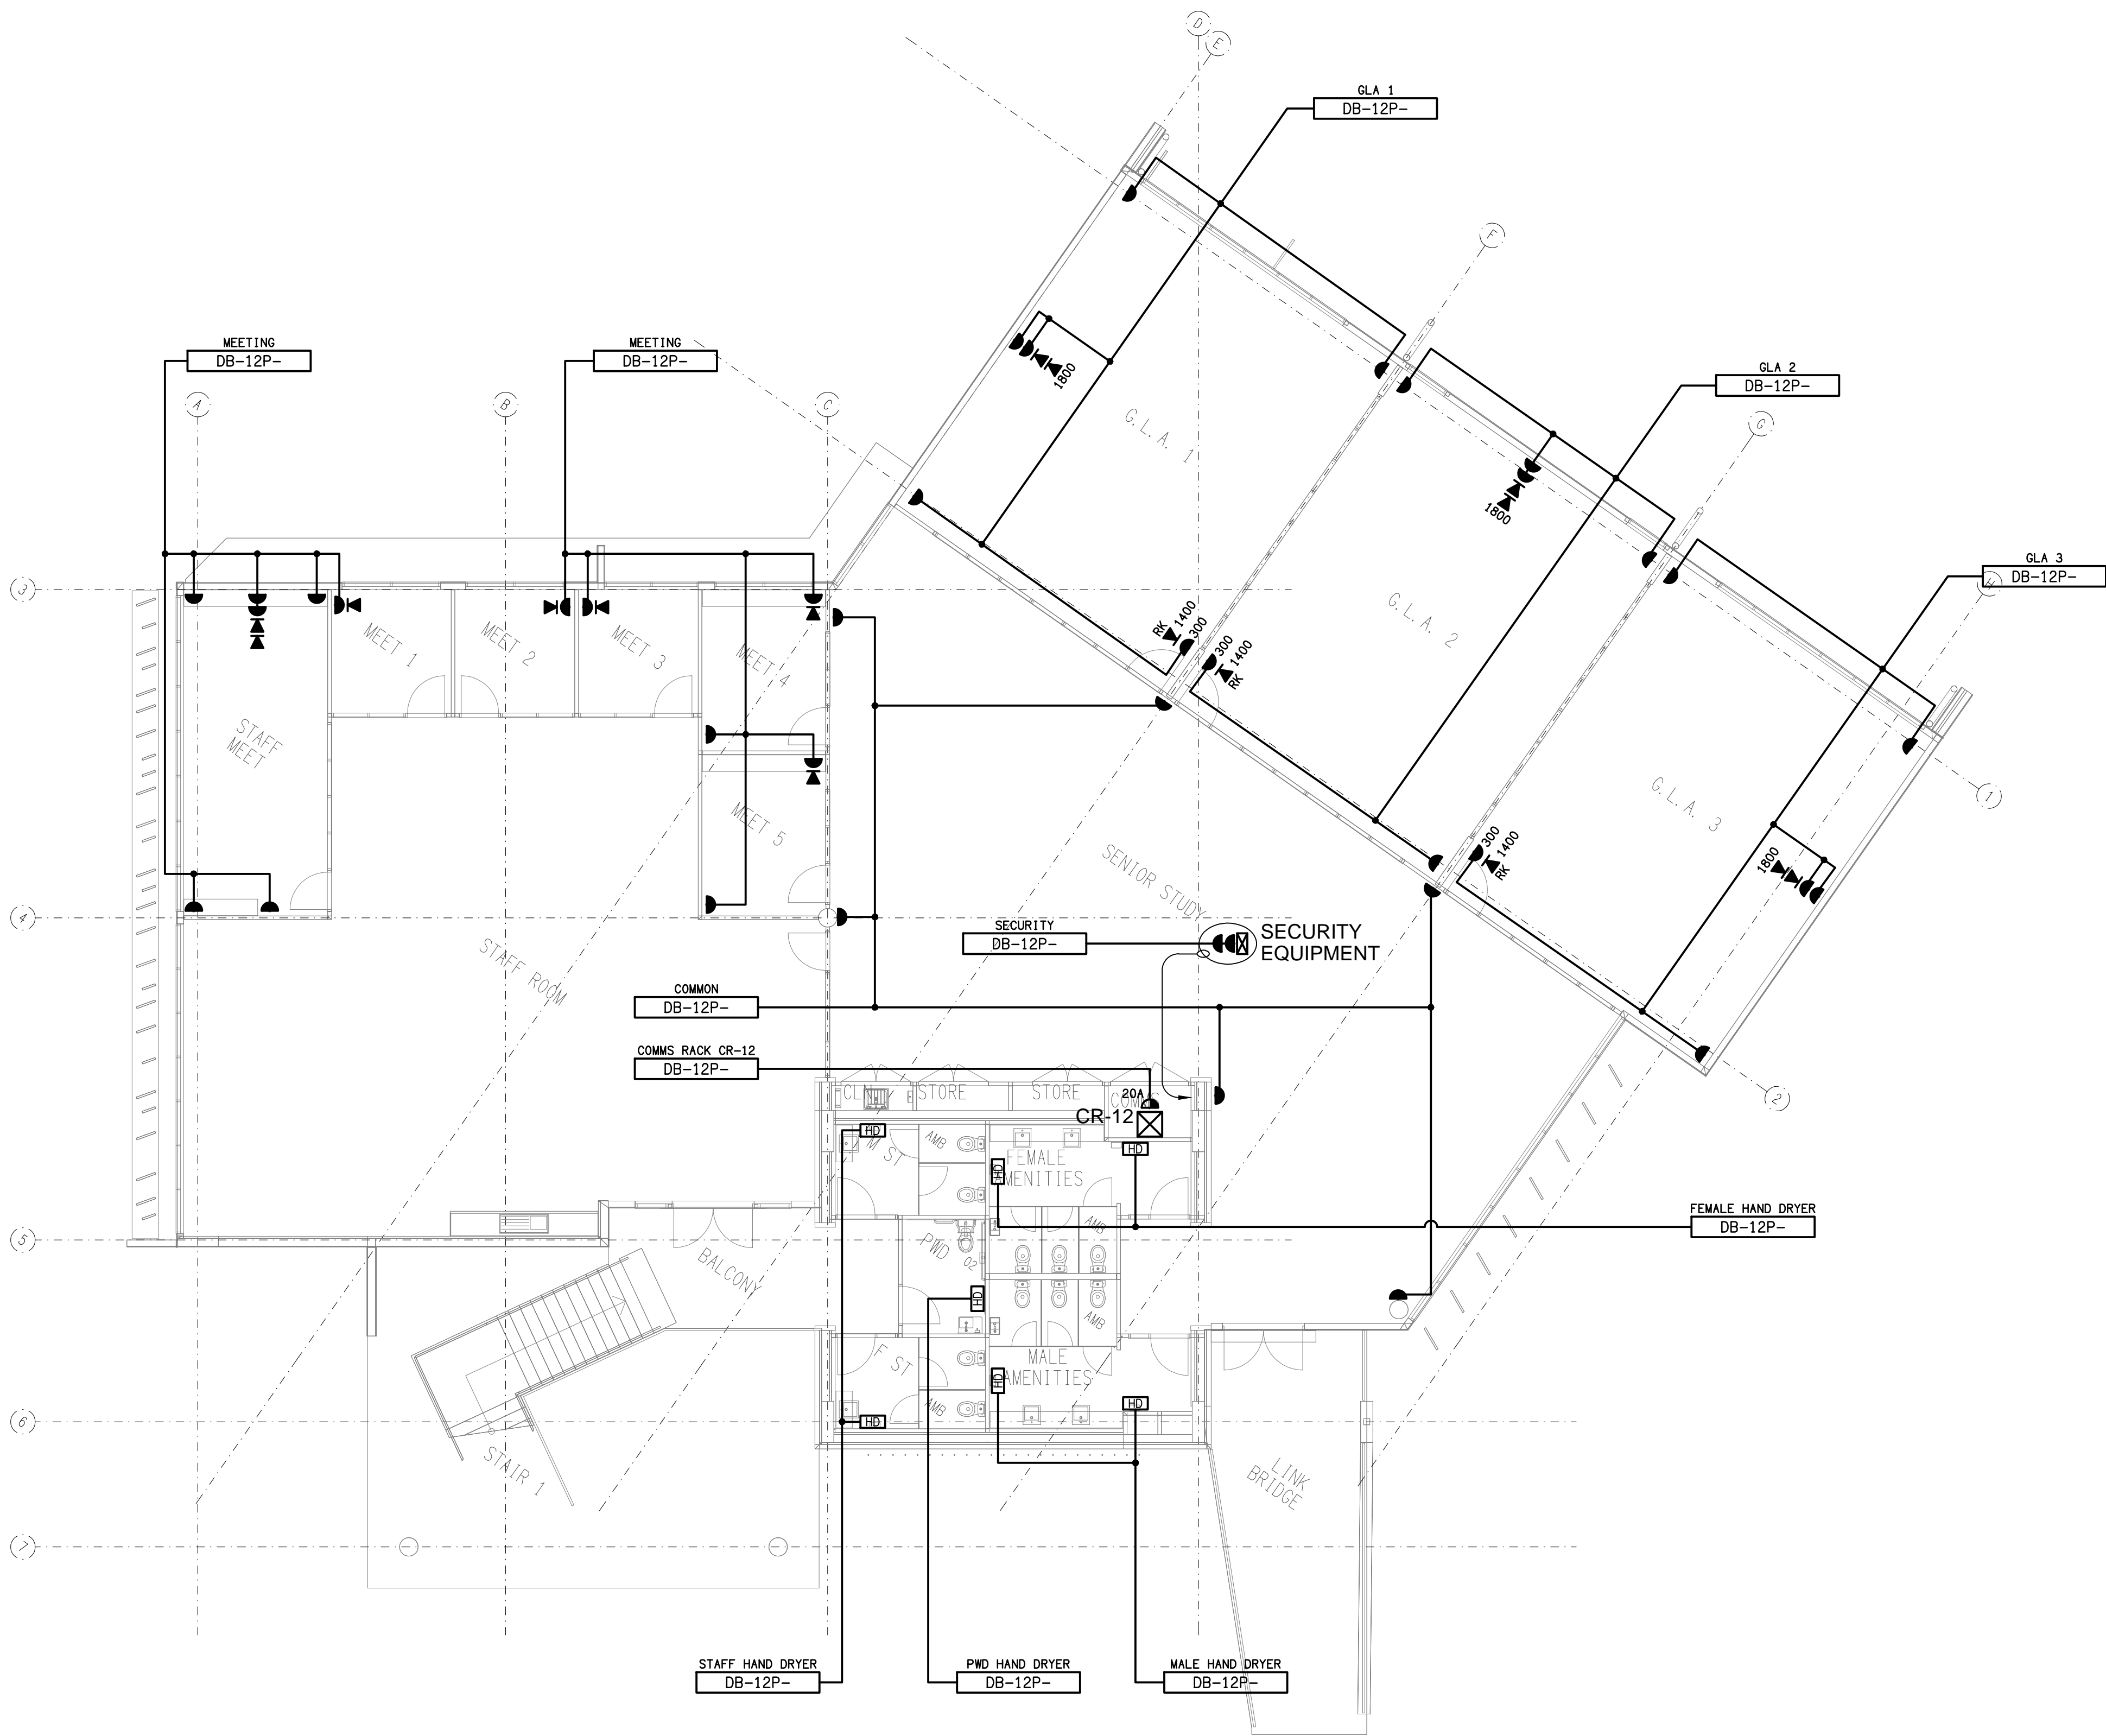 D
E
GLA 1
DB-12P-
F
MEETING
DB-12P-
MEETING
DB-12P-
1800
GLA 2
DB-12P-
A
B
C
G. L. A. 1
G
1800
GLA 3
DB-12P-
H
3
G. L. A. 2
RK 1400
300
300
1400
RK
MEET 1
MEET 2
MEET 3
MEET 4
STAFF
MEET
G. L. A. 3
1
MEET 5
300
1400
RK
1800
SENIOR STUDY
4
SECURITY
DB-12P-
SECURITY
EQUIPMENT
STAFF ROOM
COMMON
DB-12P-
COMMS RACK CR-12
DB-12P-
CLN
STORE
STORE
COMMS
20A
CR-12
2
HD
M ST
AMB
FEMALE
AMENITIES
HD
HD
FEMALE HAND DRYER
DB-12P-
5
BALCONY
PWD
02
AMB
HD
AMB
F ST
MALE
AMENITIES
HD
HD
AMB
HD
6
STAIR 1
LINK
BRIDGE
7
STAFF HAND DRYER
DB-12P-
PWD HAND DRYER
DB-12P-
MALE HAND DRYER
DB-12P-